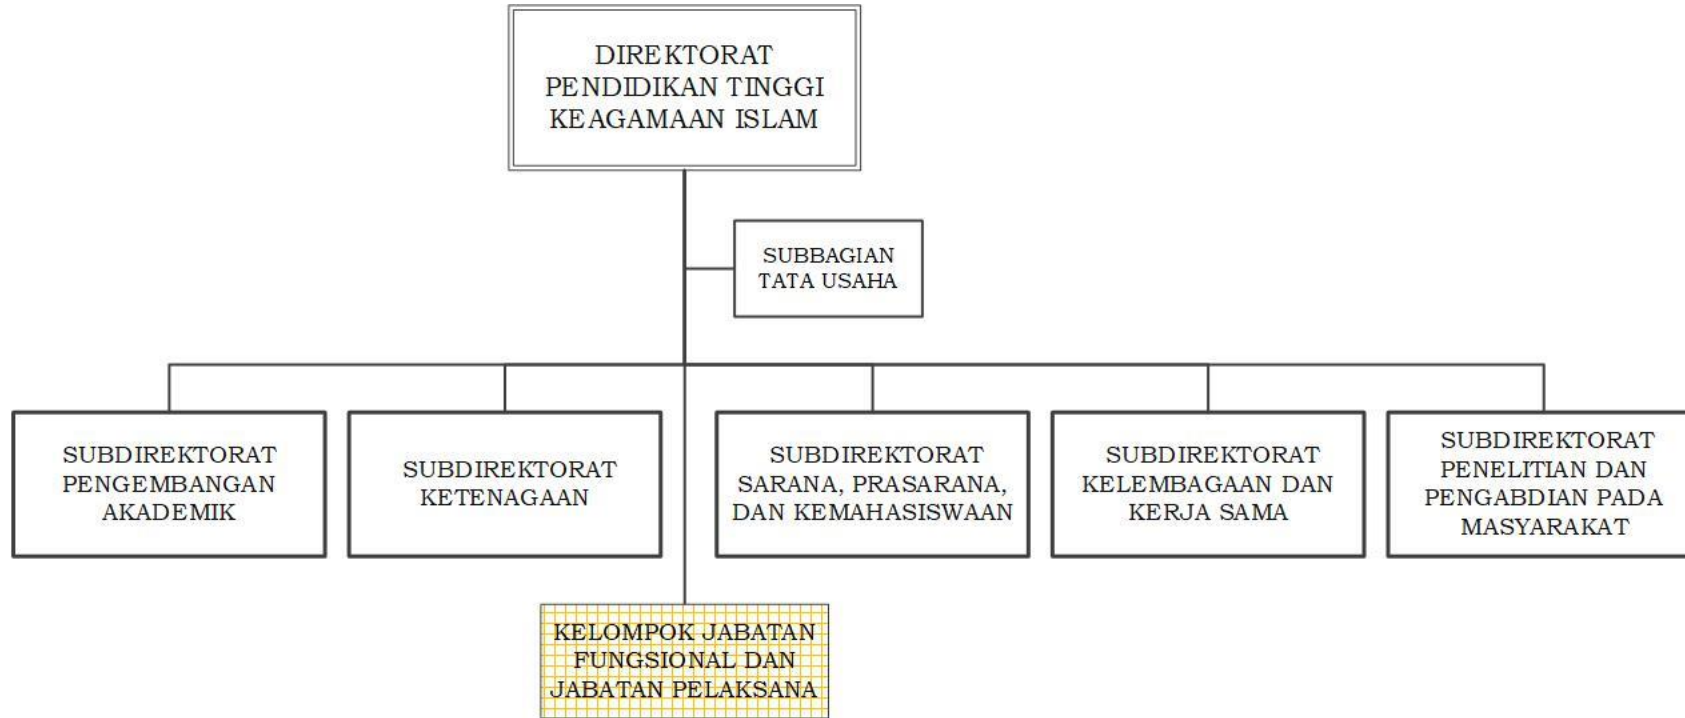 DIREKTORAT
PENDIDIKAN TINGGI
KEAGAMAAN ISLAM
SUBBAGIAN
TATA USAHA
SUBDIREKTORAT
PENGEMBANGAN
AKADEMIK
SUBDIREKTORAT
KETENAGAAN
SUBDIREKTORAT
SARANA, PRASARANA,
DAN KEMAHASISWAAN
SUBDIREKTORAT
KELEMBAGAAN DAN
KERJA SAMA
SUBDIREKTORAT
PENELITIAN DAN
PENGABDIAN PADA
MASYARAKAT
KELOMPOK JABATAN
FUNGSIONAL DAN
JABATAN PELAKSANA